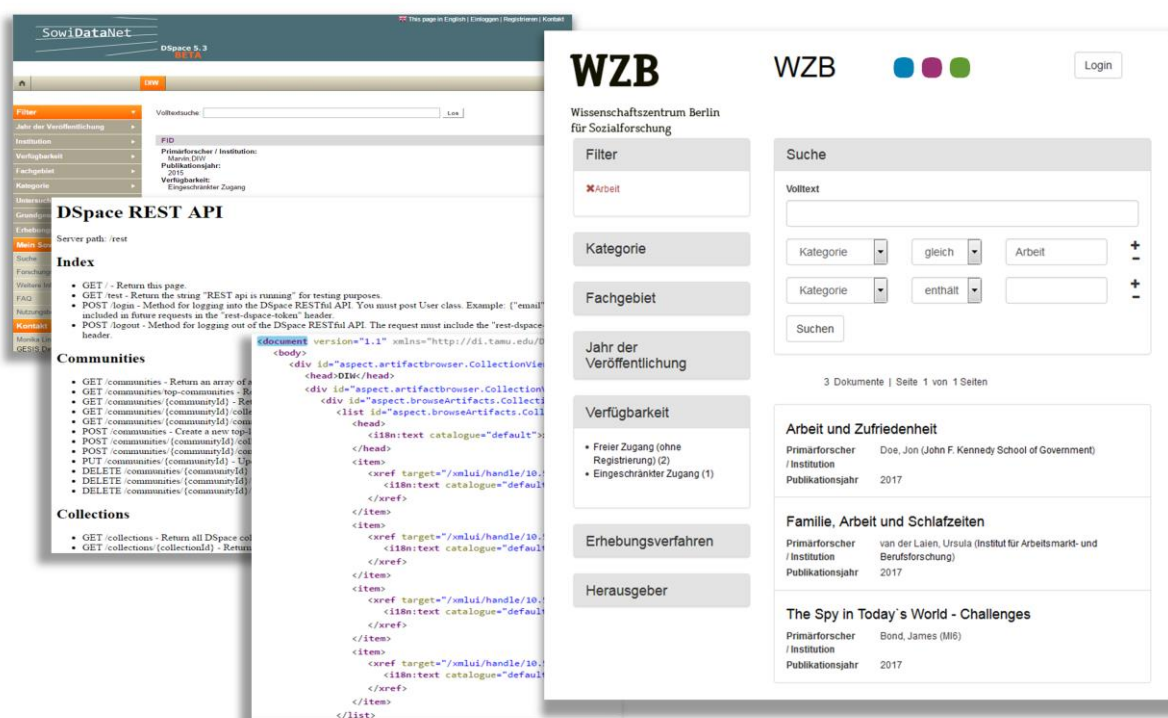 SowiDataNet
This page in English | Einloggen | Registrieren | Kontakt
DSpace 5.3
BETA
DIW
Filter
Jahr der Veröffentlichung
Institution
Verfügbarkeit
Fachgebiet
Kategorie
Mein
Suche
FAQ
Kontakt
Volltextsuche:
Los
FID
Primärforscher / Institution:
Marvin;DIW
Publikationsjahr:
2015
Verfügbarkeit:
Eingeschränkter Zugang
DSpace REST API
Server path: /rest
Index
• GET / - Return this page.
• GET /test - Return the string "REST api is running" for testing purposes.
• POST /login - Method for logging into the DSpace RESTful API. You must post User class. Example: {"email"
included in future requests in the "rest-dspace-token" header.
• POST /logout - Method for logging out of the DSpace RESTful API. The request must include the "rest-dspace-
header.
Communities
• GET /communities - Return an array of a
• GET /communities/top-communities - Re
• GET /communities/{communityId} - Ret
• GET /communities/{communityId}/colle
• GET /communities/{communityId}/com
• POST /communities - Create a new top-l
• POST /communities/{communityId}/coll
• POST /communities/{communityId}/com
• PUT /communities/{communityId} - Up
• DELETE /communities/{communityId}
• DELETE /communities/{communityId}/
• DELETE /communities/{communityId}/
Collections
• GET /collections - Return all DSpace col
• GET /collections/{collectionId} - Return
<document version="1.1" xmlns="http://di.tamu.edu/D
<body>
<div id="aspect.artifactbrowser.CollectionVie
<head>DIW</head>
<div id="aspect.artifactbrowser.Collection
<div id="aspect.browseArtifacts.Collecti
<list id="aspect.browseArtifacts.Coll
<head>
<i18n:text catalogue="default">
</head>
<item>
<xref target="/xmlui/handle/10.
<i18n:text catalogue="defaul
</xref>
</item>
<item>
<xref target="/xmlui/handle/10.
<i18n:text catalogue="defaul
</xref>
</item>
<item>
<xref target="/xmlui/handle/10.
<i18n:text catalogue="defaul
</xref>
</item>
<item>
<xref target="/xmlui/handle/10.
<i18n:text catalogue="defaul
</xref>
</item>
</list>
WZB
Wissenschaftszentrum Berlin
für Sozialforschung
WZB
Login
Filter
Arbeit
Kategorie
Fachgebiet
Jahr der
Veröffentlichung
Verfügbarkeit
• Freier Zugang (ohne
Registrierung) (2)
• Eingeschränkter Zugang (1)
Erhebungsverfahren
Herausgeber
Suche
Volltext
Kategorie gleich Arbeit + -
Kategorie enthält + -
Suchen
3 Dokumente | Seite 1 von 1 Seiten
Arbeit und Zufriedenheit
Primärforscher Doe, Jon (John F. Kennedy School of Government)
/ Institution
Publikationsjahr 2017
Familie, Arbeit und Schlafzeiten
Primärforscher van der Laien, Ursula (Institut für Arbeitsmarkt- und
/ Institution Berufsforschung)
Publikationsjahr 2017
The Spy in Today`s World - Challenges
Primärforscher Bond, James (MI6)
/ Institution
Publikationsjahr 2017